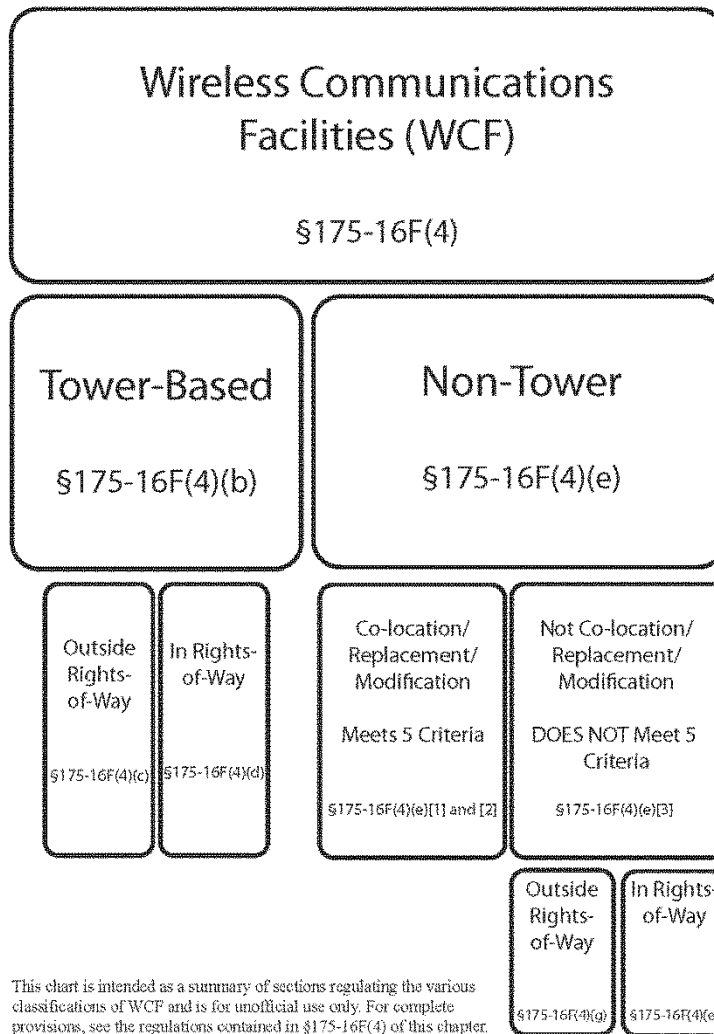 Wireless Communications
Facilities (WCF)
§175-16F(4)
Tower-Based
§175-16F(4)(b)
Non-Tower
§175-16F(4)(e)
Outside
Rights-
of-Way
§175-16F(4)(c)
In Rights-
of-Way
§175-16F(4)(d)
Co-location/
Replacement/
Modification
Meets 5 Criteria
§175-16F(4)(e)[1] and [2]
Not Co-location/
Replacement/
Modification
DOES NOT Meet 5
Criteria
§175-16F(4)(e)[3]
Outside
Rights-
of-Way
§175-16F(4)(g)
In Rights-
of-Way
§175-16F(4)(e
This chart is intended as a summary of sections regulating the various
classifications of WCF and is for unofficial use only. For complete
provisions, see the regulations contained in §175-16F(4) of this chapter.